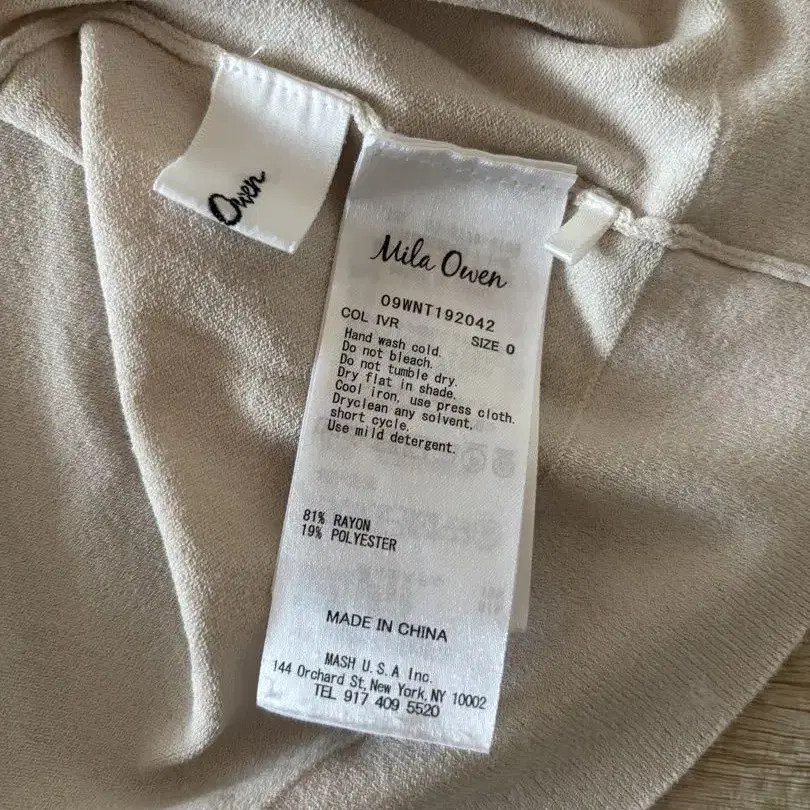 Owen
Mila Owen
09WNT192042
COL IVR SIZE 0
Hand wash cold.
Do not bleach.
Do not tumble dry.
Dry flat in shade.
Cool iron, use press cloth.
Dryclean any solvent,
short cycle.
Use mild detergent.
81% RAYON
19% POLYESTER
MADE IN CHINA
MASH U.S.A Inc.
144 Orchard St, New York, NY 10002
TEL 917 409 5520